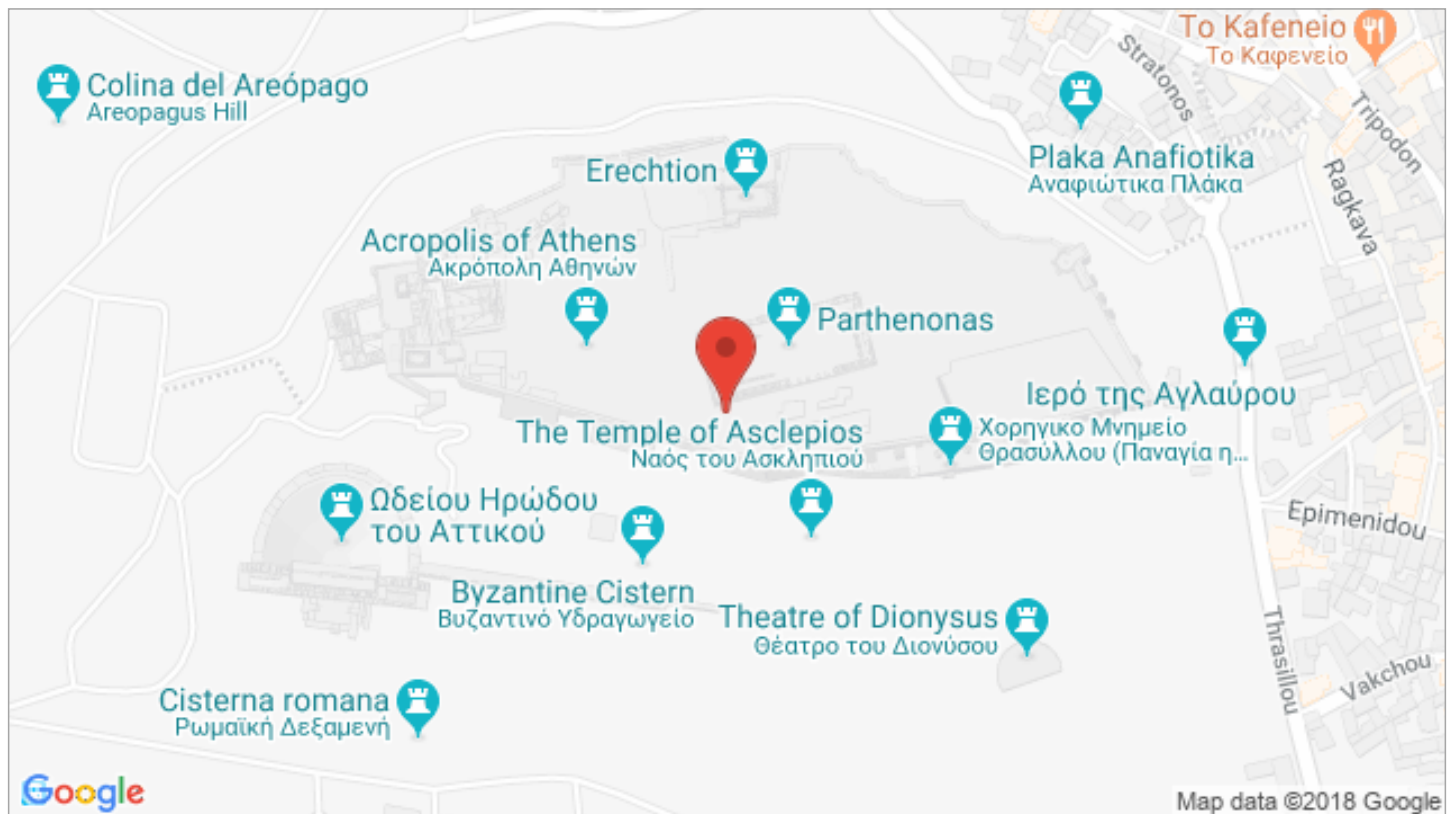 To Kafeneio
Το Καφενείο
Stratonos
Tripodon
Ragkava
Colina del Areópago
Areopagus Hill
Erechtion
Plaka Anafiotika
Αναφιώτικα Πλάκα
Acropolis of Athens
Ακρόπολη Αθηνών
Parthenonas
Ιερό της Αγλαύρου
The Temple of Asclepios
Ναός του Ασκληπιού
Χορηγικο Μνημείο
Θρασύλλου (Παναγία η...
Ωδείου Ηρώδου
του Αττικού
Epimenidou
Byzantine Cistern
Βυζαντινό Υδραγωγείο
Theatre of Dionysus
Θέατρο του Διονύσου
Thrasillou
Vakchou
Cisterna romana
Ρωμαϊκή Δεξαμενή
Google
Map data ©2018 Google